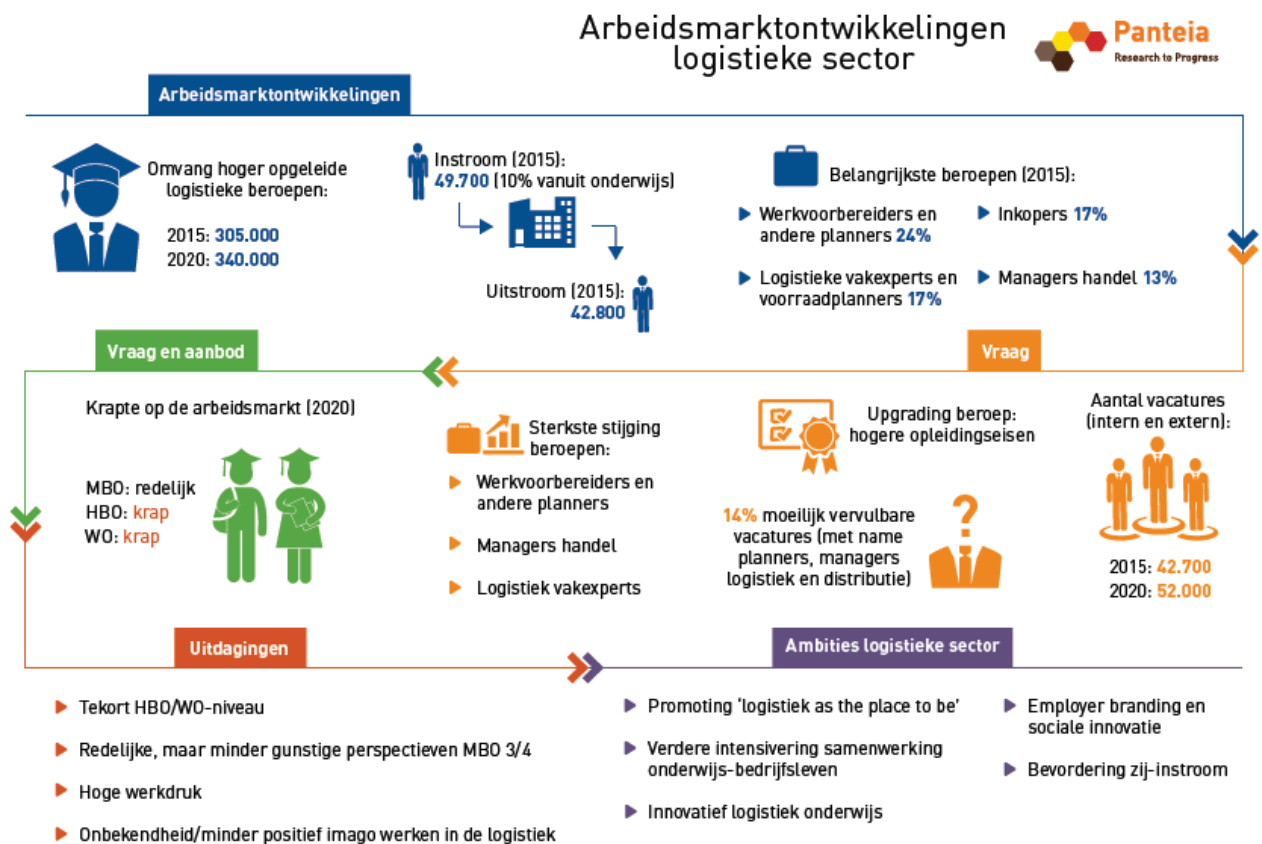 Arbeidsmarktontwikkelingen
logistieke sector
Panteia
Research to Progress
Arbeidsmarktontwikkelingen
Omvang hoger opgeleide
logistieke beroepen:
2015: 305.000
2020: 340.000
Instroom (2015):
49.700 (10% vanuit onderwijs)
Uitstroom (2015):
42.800
Belangrijkste beroepen (2015):
Werkvoorbereiders en
andere planners 24%
Inkopers 17%
Logistieke vakexperts en
voorraadplanners 17%
Managers handel 13%
Vraag
Aantal vacatures
(intern en extern):
2015: 42.700
2020: 52.000
Upgrading beroep:
hogere opleidingseisen
14% moeilijk vervulbare
vacatures (met name
planners, managers
logistiek en distributie)
?
Sterkste stijging
beroepen:
Werkvoorbereiders en
andere planners
Managers handel
Logistiek vakexperts
Vraag en aanbod
Krapte op de arbeidsmarkt (2020)
MBO: redelijk
HBO: krap
WO: krap
Uitdagingen
Tekort HBO/WO-niveau
Redelijke, maar minder gunstige perspectieven MBO 3/4
Hoge werkdruk
Onbekendheid/minder positief imago werken in de logistiek
Ambities logistieke sector
Promoting ‘logistiek as the place to be’
Verdere intensivering samenwerking
onderwijs-bedrijfsleven
Innovatief logistiek onderwijs
Employer branding en
sociale innovatie
Bevordering zij-instroom